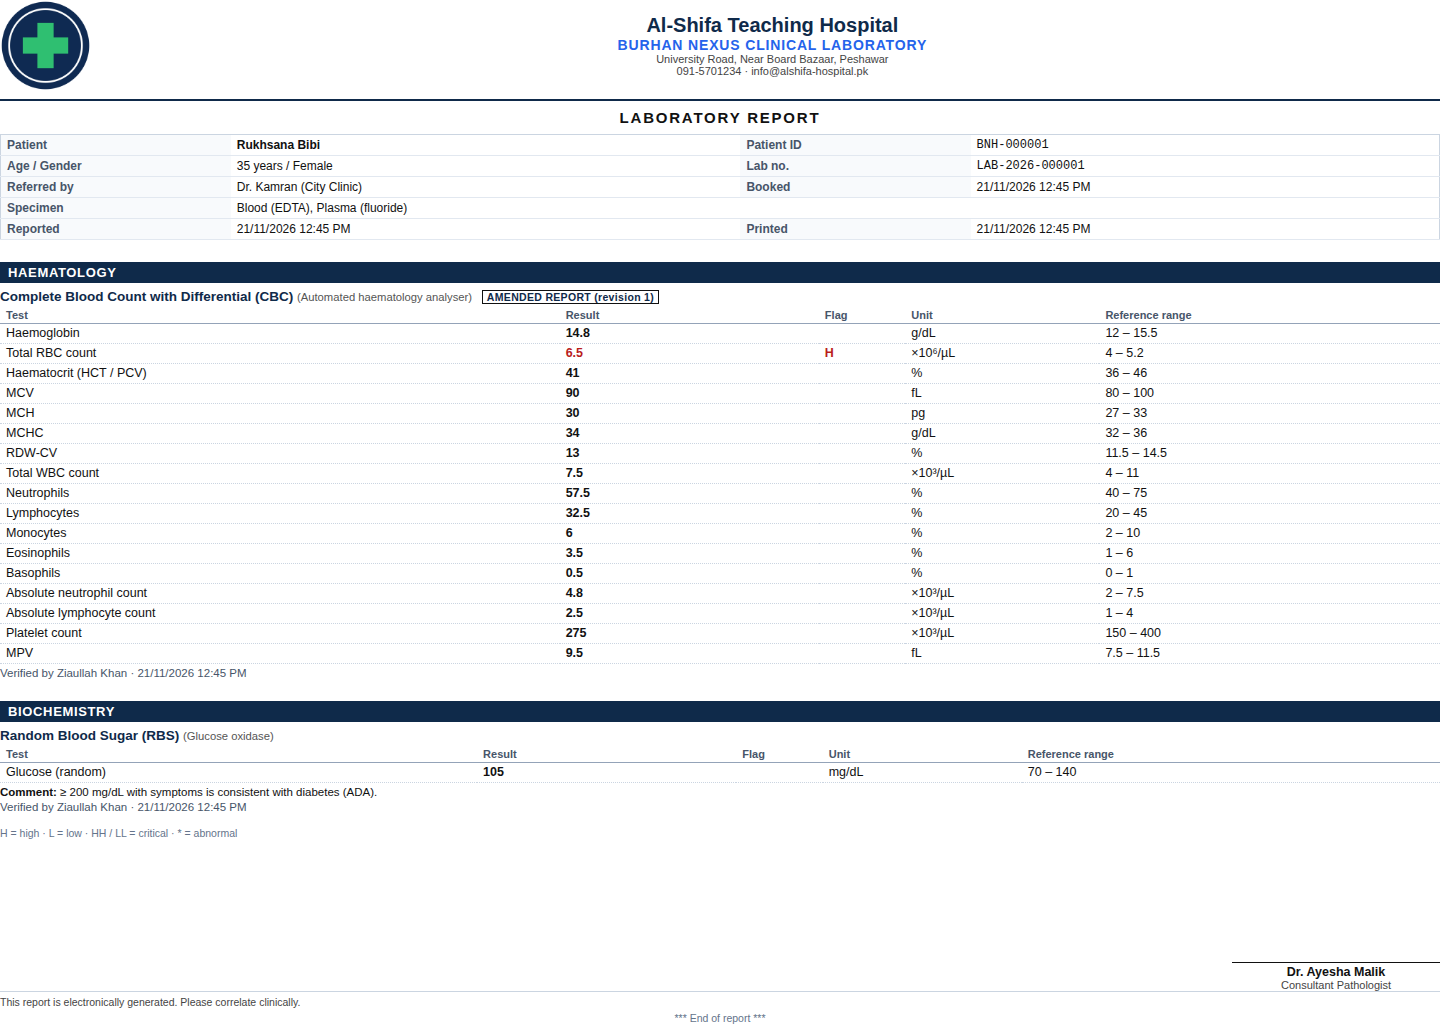 Al-Shifa Teaching Hospital
BURHAN NEXUS CLINICAL LABORATORY
University Road, Near Board Bazaar, Peshawar
091-5701234 · info@alshifa-hospital.pk
LABORATORY REPORT
Patient Rukhsana Bibi Patient ID BNH-000001
Age / Gender 35 years / Female Lab no. LAB-2026-000001
Referred by Dr. Kamran (City Clinic) Booked 21/11/2026 12:45 PM
Specimen Blood (EDTA), Plasma (fluoride)
Reported 21/11/2026 12:45 PM Printed 21/11/2026 12:45 PM
HAEMATOLOGY
Complete Blood Count with Differential (CBC) (Automated haematology analyser) AMENDED REPORT (revision 1)
Test Result Flag Unit Reference range
Haemoglobin 14.8 g/dL 12 – 15.5
Total RBC count 6.5 H ×10⁶/µL 4 – 5.2
Haematocrit (HCT / PCV) 41 % 36 – 46
MCV 90 fL 80 – 100
MCH 30 pg 27 – 33
MCHC 34 g/dL 32 – 36
RDW-CV 13 % 11.5 – 14.5
Total WBC count 7.5 ×10³/µL 4 – 11
Neutrophils 57.5 % 40 – 75
Lymphocytes 32.5 % 20 – 45
Monocytes 6 % 2 – 10
Eosinophils 3.5 % 1 – 6
Basophils 0.5 % 0 – 1
Absolute neutrophil count 4.8 ×10³/µL 2 – 7.5
Absolute lymphocyte count 2.5 ×10³/µL 1 – 4
Platelet count 275 ×10³/µL 150 – 400
MPV 9.5 fL 7.5 – 11.5
Verified by Ziaullah Khan · 21/11/2026 12:45 PM
BIOCHEMISTRY
Random Blood Sugar (RBS) (Glucose oxidase)
Test Result Flag Unit Reference range
Glucose (random) 105 mg/dL 70 – 140
Comment: ≥ 200 mg/dL with symptoms is consistent with diabetes (ADA).
Verified by Ziaullah Khan · 21/11/2026 12:45 PM
H = high · L = low · HH / LL = critical · * = abnormal
Dr. Ayesha Malik
Consultant Pathologist
This report is electronically generated. Please correlate clinically.
*** End of report ***